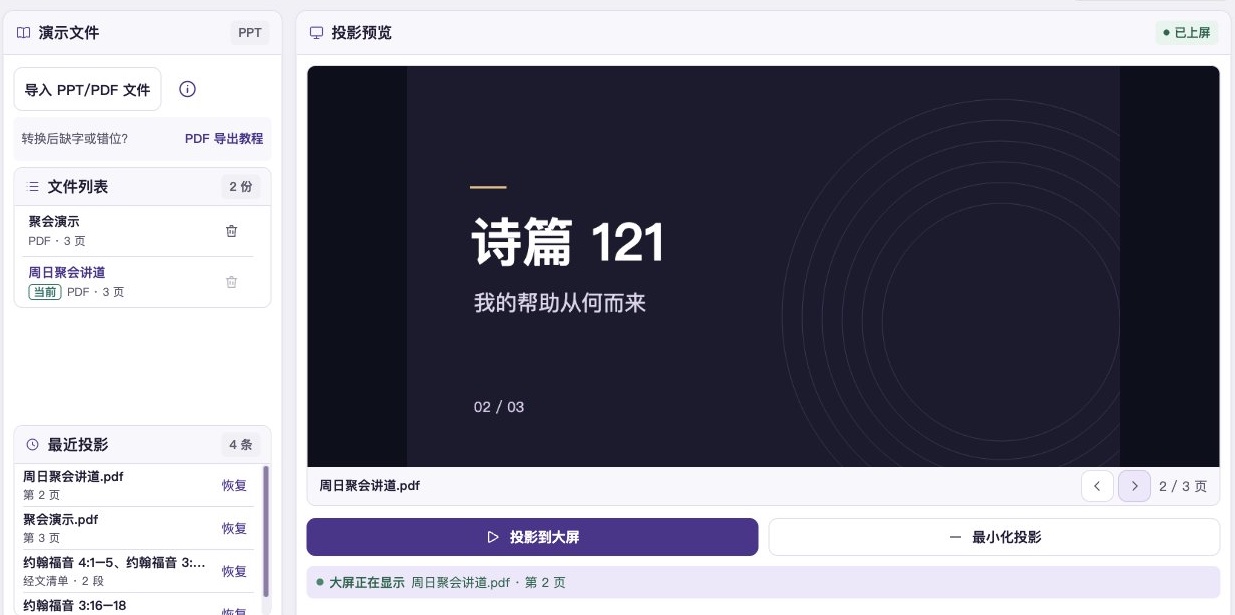 演示文件
PPT
导入 PPT/PDF 文件
转换后缺字或错位?
PDF 导出教程
文件列表
2 份
聚会演示
PDF · 3 页
周日聚会讲道
当前 PDF · 3 页
最近投影
4 条
周日聚会讲道.pdf
第 2 页
恢复
聚会演示.pdf
第 3 页
恢复
约翰福音 4:1–5、约翰福音 3:...
经文清单 · 2 段
恢复
约翰福音 3:16–18
恢复
投影预览
已上屏
诗篇 121
我的帮助从何而来
02 / 03
周日聚会讲道.pdf
2 / 3 页
投影到大屏
最小化投影
大屏正在显示 周日聚会讲道.pdf · 第 2 页